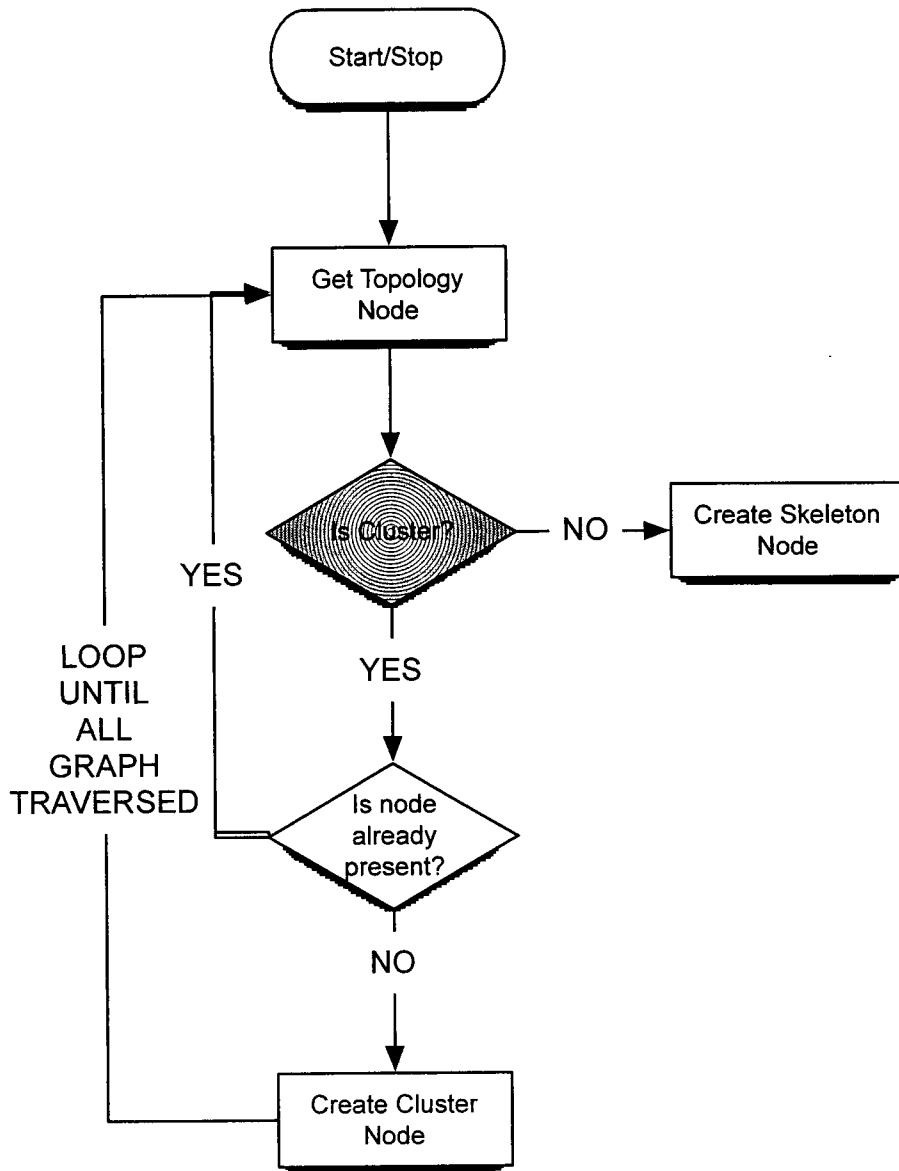 Start/Stop
Get Topology
Node
Is Cluster?
NO
Create Skeleton
Node
YES
YES
LOOP
UNTIL
ALL
GRAPH
TRAVERSED
Is node
already
present?
NO
Create Cluster
Node